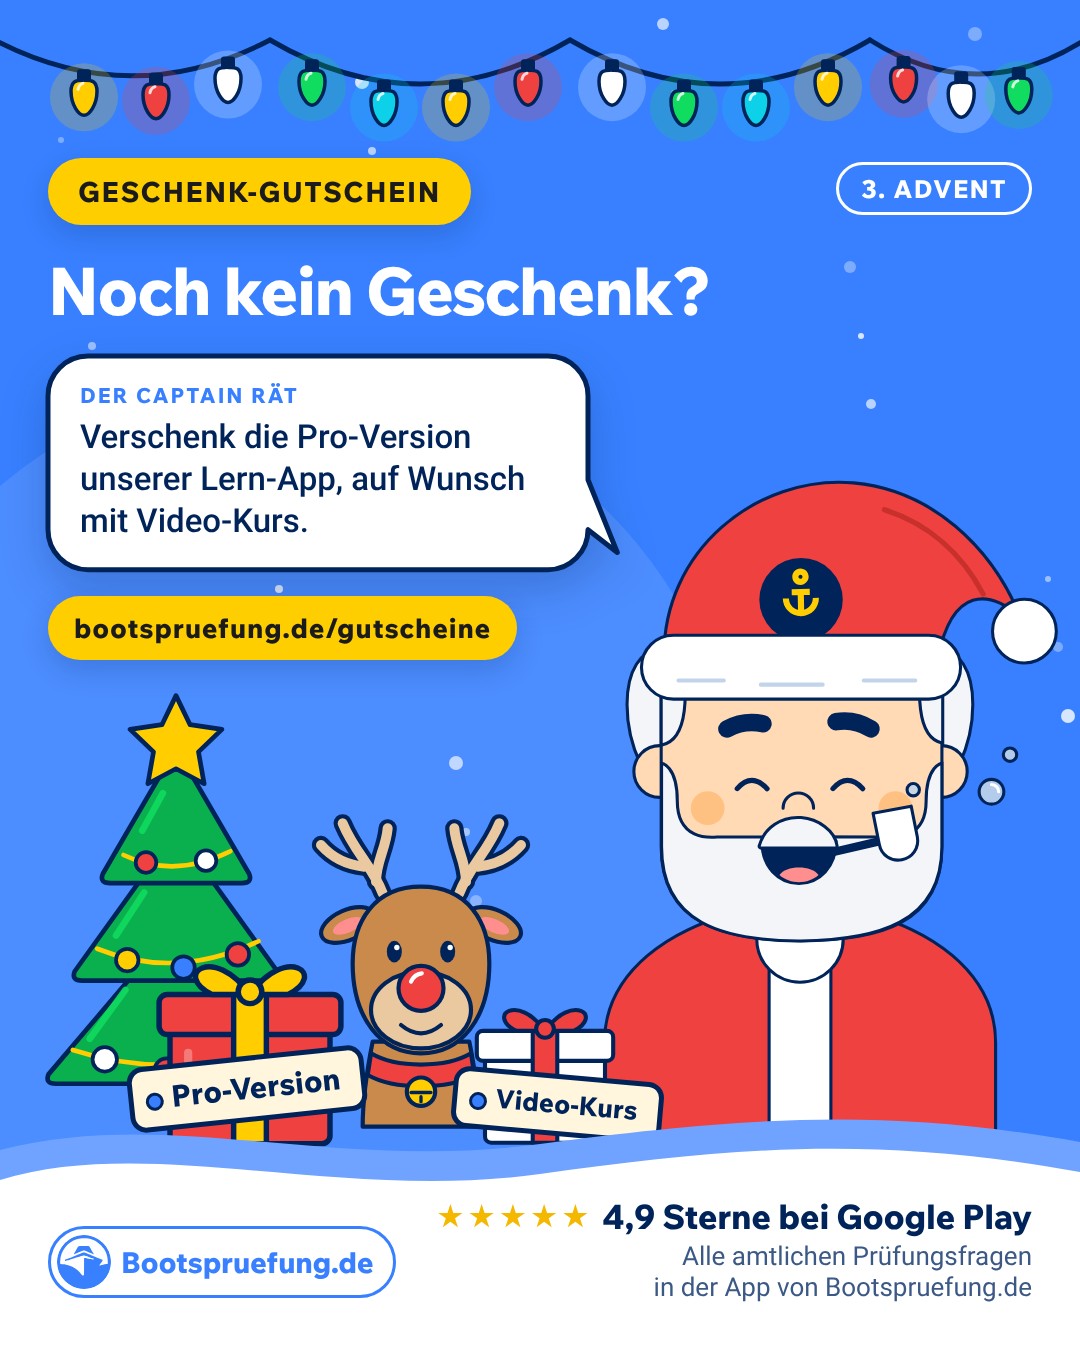 GESCHENK-GUTSCHEIN
3. ADVENT
Noch kein Geschenk?
DER CAPTAIN RÄT
Verschenk die Pro-Version
unserer Lern-App, auf Wunsch
mit Video-Kurs.
bootspruefung.de/gutscheine
Pro-Version
Video-Kurs
Bootspruefung.de
★★★★★ 4,9 Sterne bei Google Play
Alle amtlichen Prüfungsfragen
in der App von Bootspruefung.de